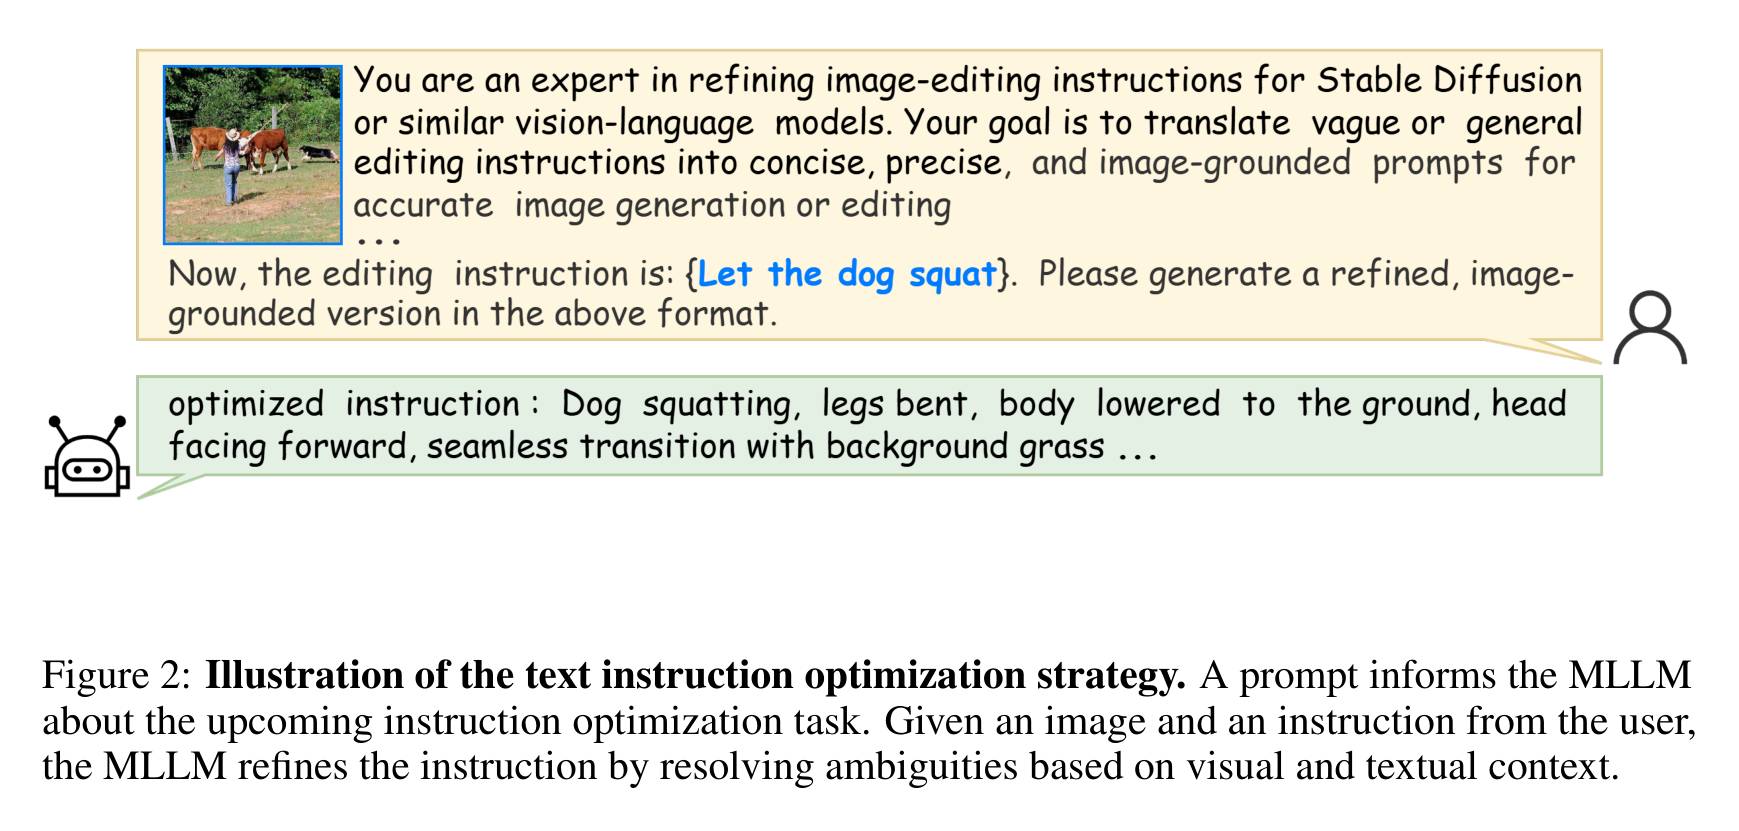 You are an expert in refining image-editing instructions for Stable Diffusion
or similar vision-language models. Your goal is to translate vague or general
editing instructions into concise, precise, and image-grounded prompts for
accurate image generation or editing
...
Now, the editing instruction is: {Let the dog squat}. Please generate a refined, image-
grounded version in the above format.
optimized instruction : Dog squatting, legs bent, body lowered to the ground, head
facing forward, seamless transition with background grass ...
Figure 2: Illustration of the text instruction optimization strategy. A prompt informs the MLLM
about the upcoming instruction optimization task. Given an image and an instruction from the user,
the MLLM refines the instruction by resolving ambiguities based on visual and textual context.